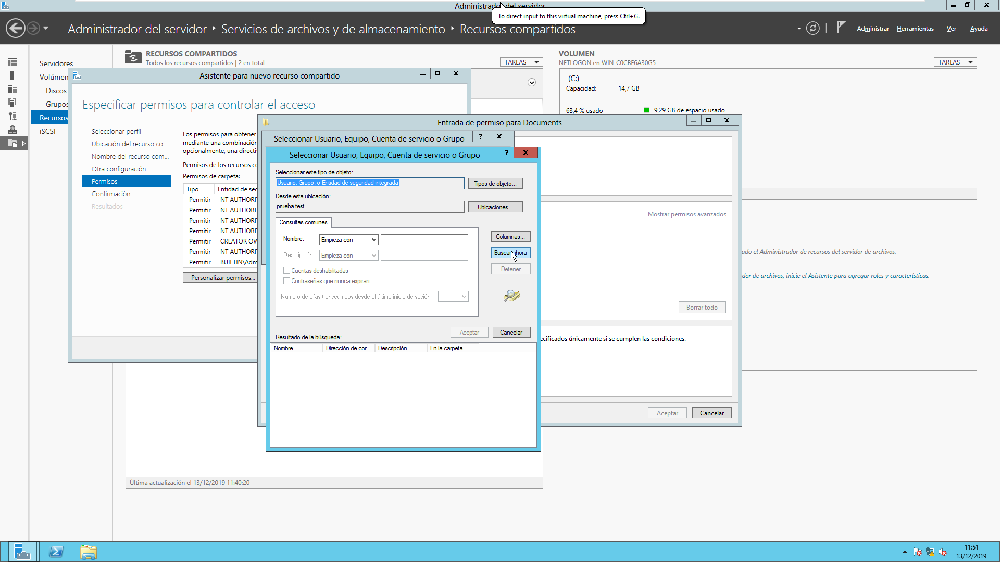 Administrador del servidor
To direct input to this virtual machine, press Ctrl+G.
Administrador del servidor ‣ Servicios de archivos y de almacenamiento ‣ Recursos compartidos
Administrar Herramientas Ver Ayuda
Servidores
Volúmen
Discos
Grupos
Recursos
iSCSI
RECURSOS COMPARTIDOS
Todos los recursos compartidos | 2 en total
TAREAS
VOLUMEN
NETLOGON en WIN-C0CBF6A30G5
TAREAS
(C:)
Capacidad: 14,7 GB
63,4 % usado
9,29 GB de espacio usado
Asistente para nuevo recurso compartido
Especificar permisos para controlar el acceso
Seleccionar perfil
Ubicación del recurso co...
Nombre del recurso com...
Otra configuración
Permisos
Confirmación
Resultados
Los permisos para obtener
mediante una combinación
opcionalmente, una directiv
Permisos de los recursos co
Permisos de carpeta:
Tipo Entidad de seg
Permitir NT AUTHORIT
Permitir NT AUTHORIT
Permitir NT AUTHORIT
Permitir NT AUTHORIT
Permitir CREATOR OW
Permitir NT AUTHORIT
Permitir BUILTIN\Adm
Personalizar permisos...
Entrada de permiso para Documents
Mostrar permisos avanzados
Borrar todo
ecificados únicamente si se cumplen las condiciones.
Aceptar Cancelar
ado el Administrador de recursos del servidor de archivos.
dor de archivos, inicie el Asistente para agregar roles y características.
Seleccionar Usuario, Equipo, Cuenta de servicio o Grupo
?
Seleccionar Usuario, Equipo, Cuenta de servicio o Grupo
?
Seleccionar este tipo de objeto:
Usuario, Grupo, o Entidad de seguridad integrada
Tipos de objeto...
Desde esta ubicación:
prueba.test
Ubicaciones...
Consultas comunes
Nombre: Empieza con
Descripción: Empieza con
Cuentas deshabilitadas
Contraseñas que nunca expiran
Número de días transcurridos desde el último inicio de sesión:
Columnas...
Buscar ahora
Detener
Aceptar Cancelar
Resultado de la búsqueda:
Nombre Dirección de cor... Descripción En la carpeta
Última actualización el 13/12/2019 11:40:20
11:51
13/12/2019